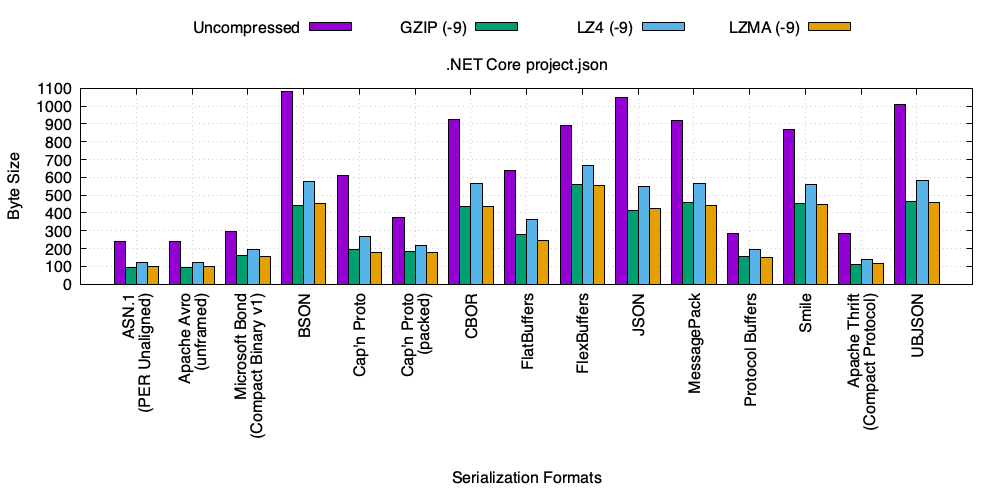 Uncompressed GZIP (-9) LZ4 (-9) LZMA (-9)
.NET Core project.json
Byte Size
1100
1000
900
800
700
600
500
400
300
200
100
0
ASN.1
(PER Unaligned)
Apache Avro
(unframed)
Microsoft Bond
(Compact Binary v1)
BSON
Cap'n Proto
Cap'n Proto
(packed)
CBOR
FlatBuffers
FlexBuffers
JSON
MessagePack
Protocol Buffers
Smile
Apache Thrift
(Compact Protocol)
UBJSON
Serialization Formats